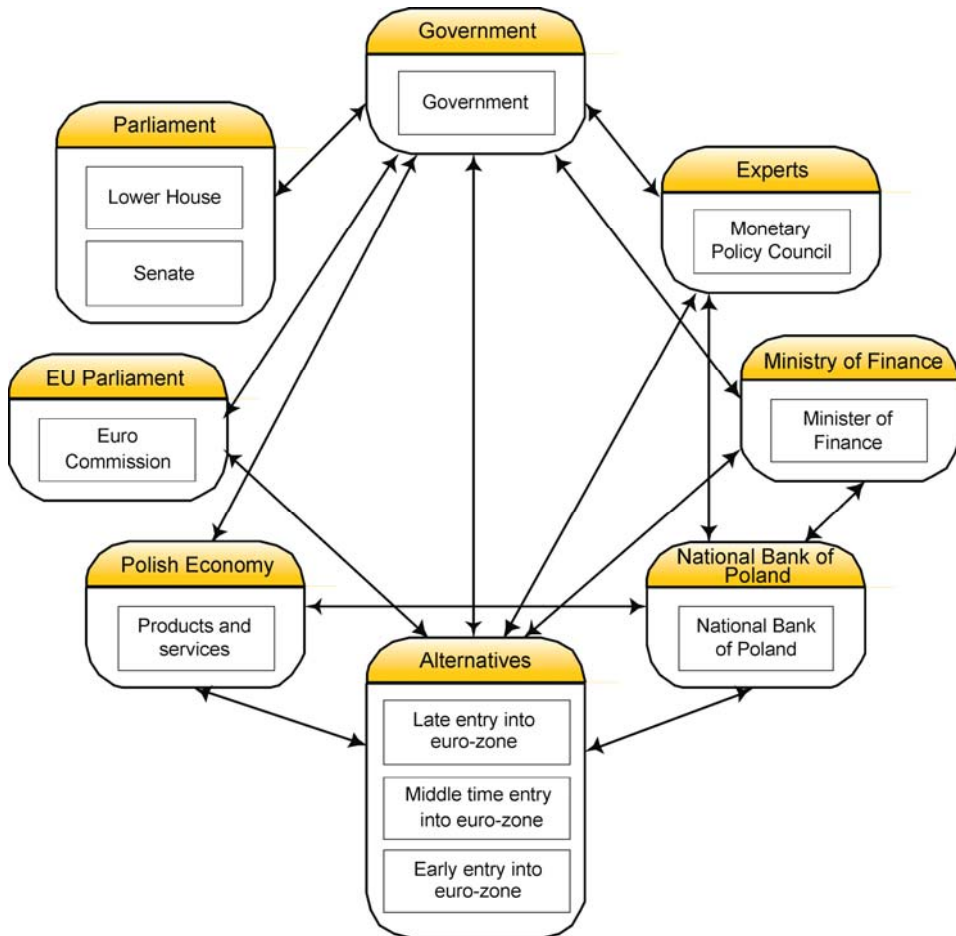 Government
Government
Parliament
Lower House
Senate
Experts
Monetary
Policy Council
EU Parliament
Euro
Commission
Ministry of Finance
Minister of
Finance
Polish Economy
Products and
services
National Bank of
Poland
National Bank
of Poland
Alternatives
Late entry into
euro-zone
Middle time entry
into euro-zone
Early entry into
euro-zone